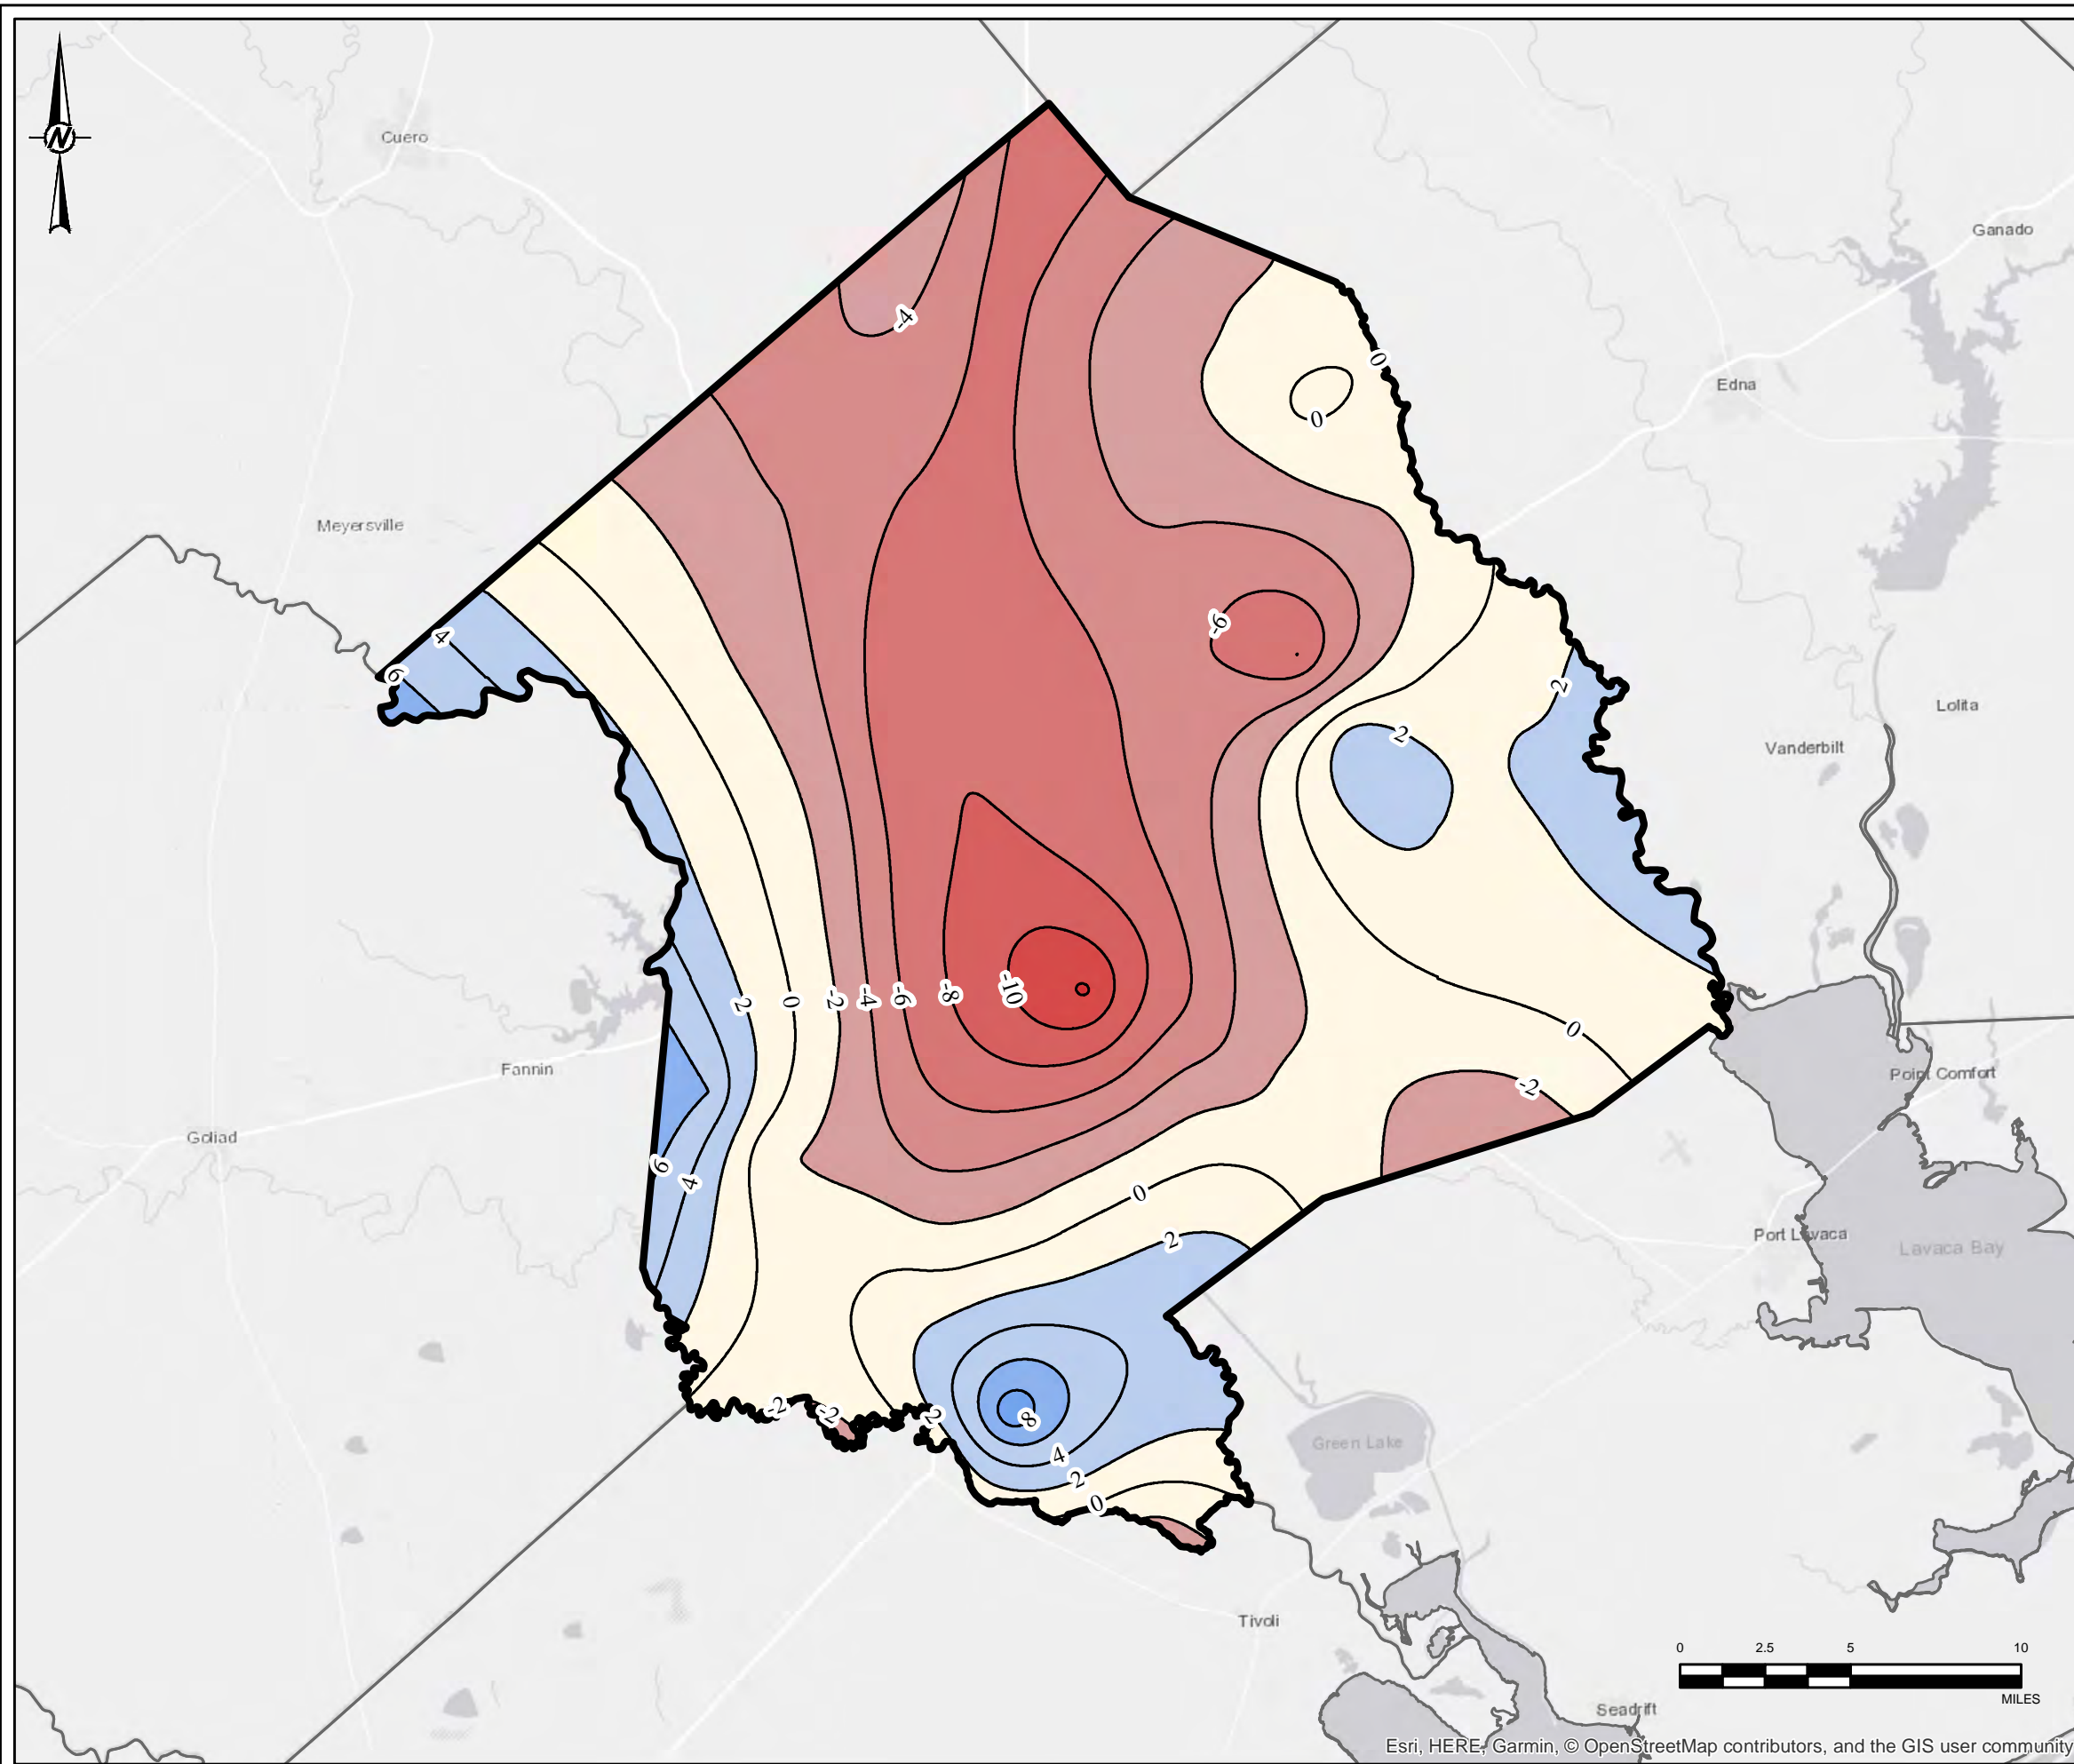 N
Cuero
Ganado
-4
0
Edna
0
Meyersville
-6
4
6
2
Lolita
2
Vanderbilt
2
0
-2
-4
-6
-8
-10
0
Fannin
Point Comfort
-2
Goliad
6
4
0
Port Lavaca
2
Lavaca Bay
-2
-2
2
8
Green Lake
4
2
0
Tivoli
0 2.5 5 10
MILES
Seadrift
Esri, HERE, Garmin, © OpenStreetMap contributors, and the GIS user community